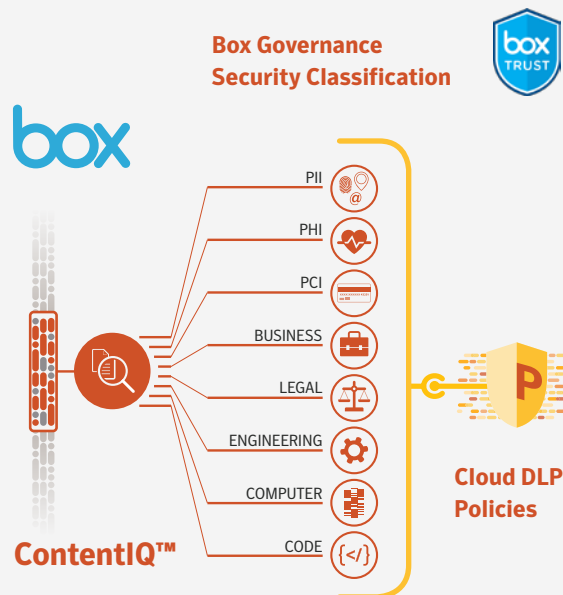 Box Governance
Security Classification
box
TRUST
box
PII
@
PHI
PCI
BUSINESS
LEGAL
ENGINEERING
COMPUTER
CODE
{</}
P
Cloud DLP
Policies
ContentIQ™